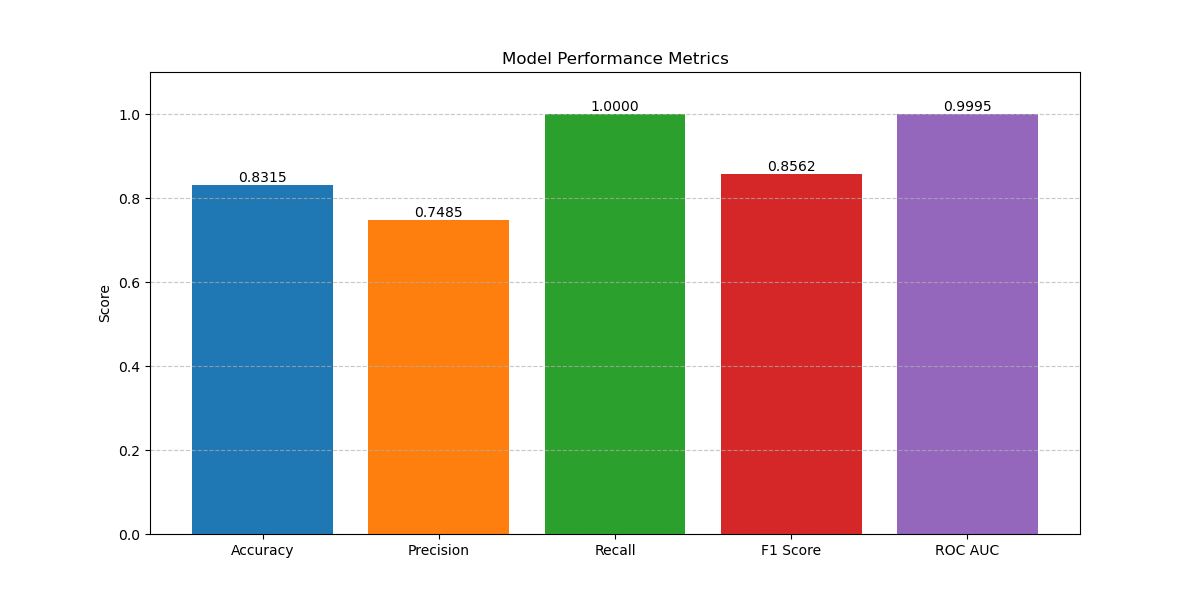 Model Performance Metrics
Score
1.0
0.8
0.6
0.4
0.2
0.0
0.8315
0.7485
1.0000
0.8562
0.9995
Accuracy
Precision
Recall
F1 Score
ROC AUC